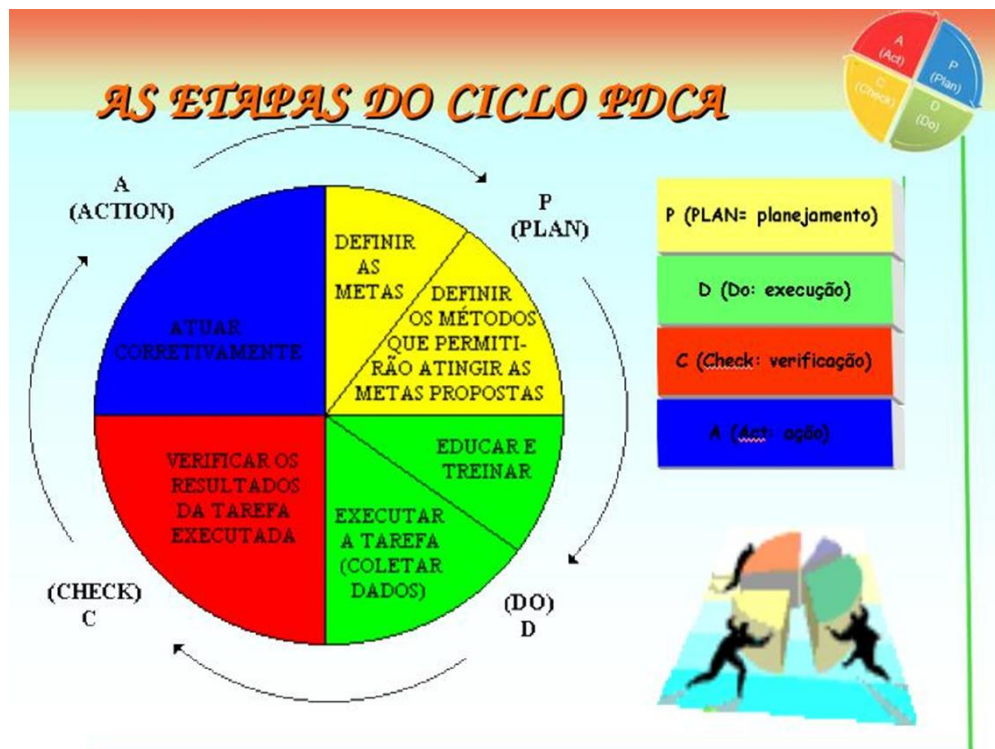 AS ETAPAS DO CICLO PDCA
A
(Act)
P
(Plan)
C
(Check)
D
(Do)
A
(ACTION)
P
(PLAN)
DEFINIR
AS
METAS
DEFINIR
OS MÉTODOS
QUE PERMITI-
RÃO ATINGIR AS
METAS PROPOSTAS
ATUAR
CORRETIVAMENTE
EDUCAR E
TREINAR
VERIFICAR OS
RESULTADOS
DA TAREFA
EXECUTADA
EXECUTAR
A TAREFA
(COLETAR
DADOS)
(CHECK)
C
(DO)
D
P (PLAN= planejamento)
D (Do: execução)
C (Check: verificação)
A (Act: ação)